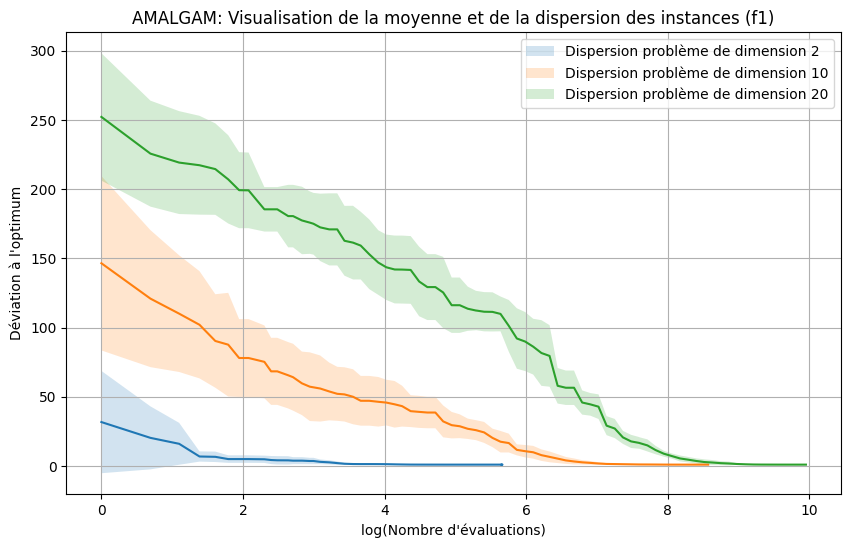 AMALGAM: Visualisation de la moyenne et de la dispersion des instances (f1)
Dispersion problème de dimension 2
Dispersion problème de dimension 10
Dispersion problème de dimension 20
Déviation à l'optimum
300
250
200
150
100
50
0
0 2 4 6 8 10
log(Nombre d'évaluations)